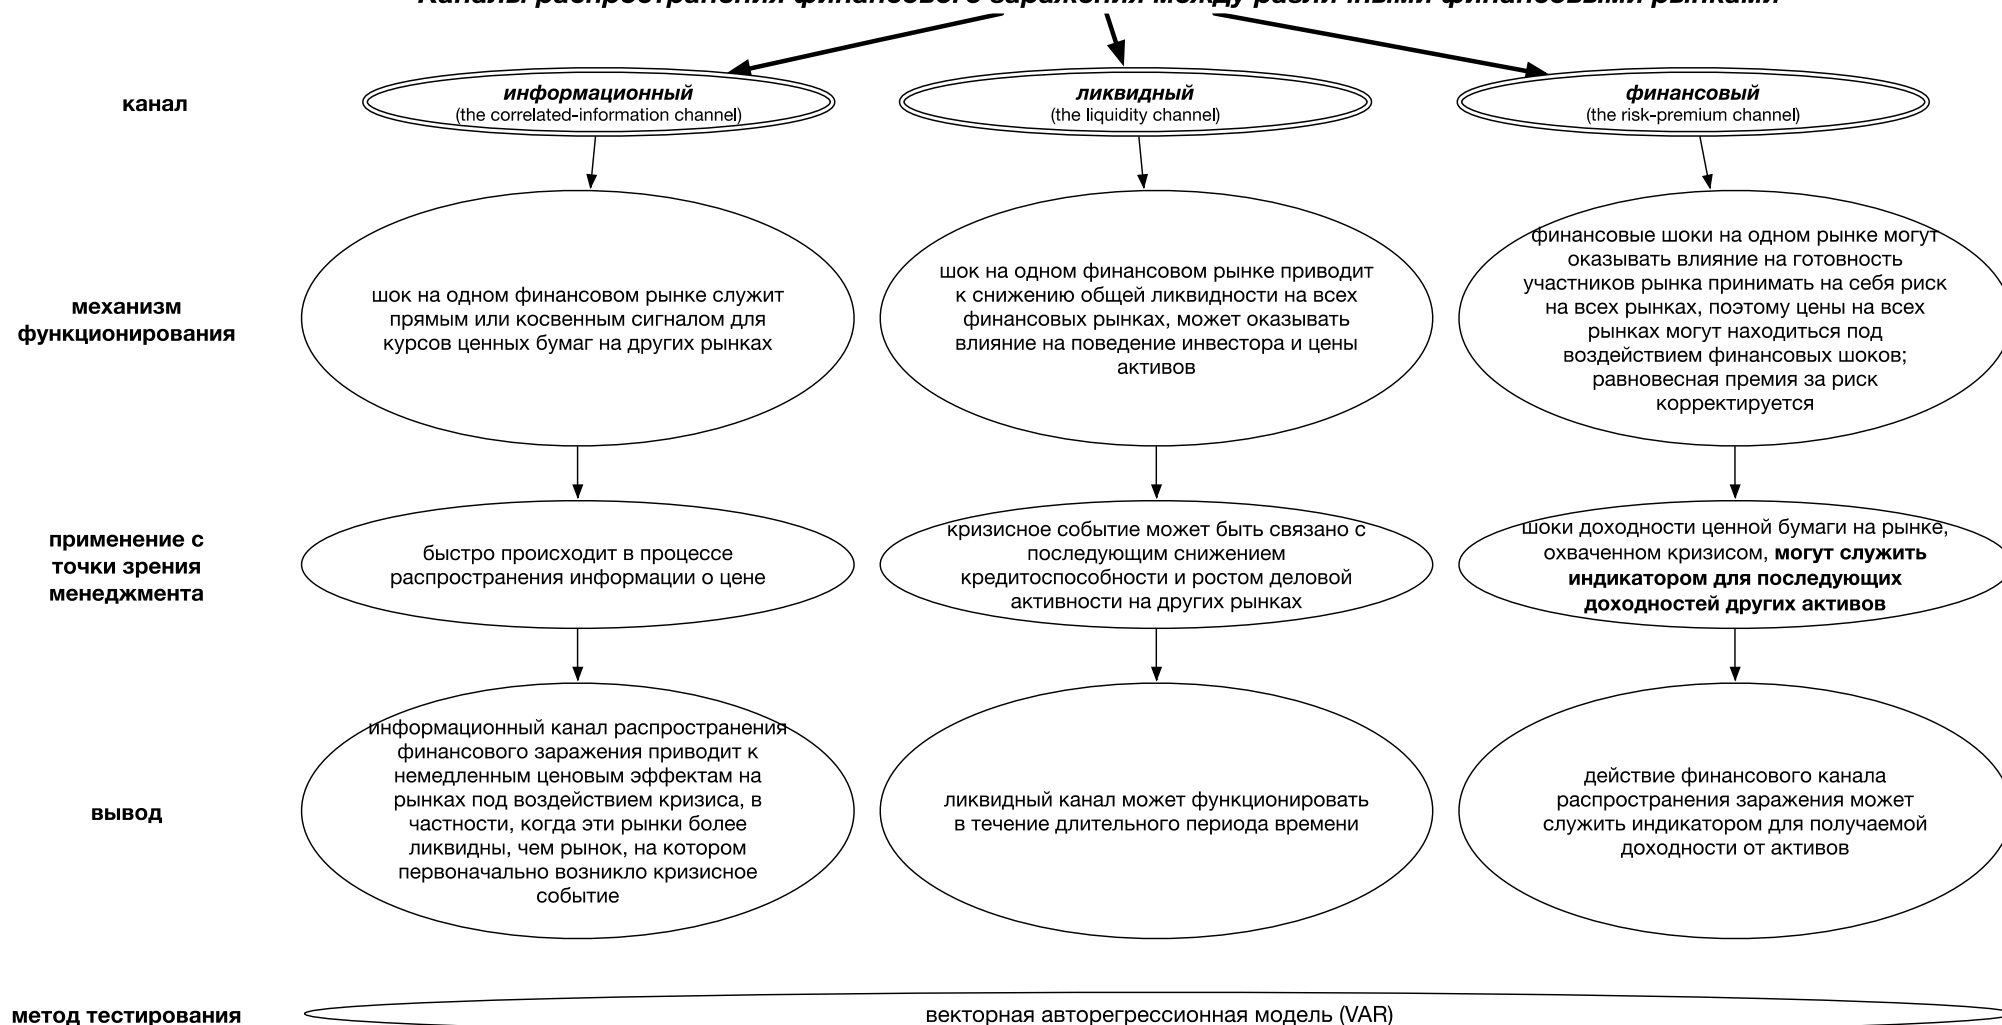 Каналы распространения финансового заражения между различными финансовыми рынками
канал
информационный
(the correlated-information channel)
ликвидный
(the liquidity channel)
финансовый
(the risk-premium channel)
механизм
функционирования
шок на одном финансовом рынке служит
прямым или косвенным сигналом для
курсов ценных бумаг на других рынках
шок на одном финансовом рынке приводит
к снижению общей ликвидности на всех
финансовых рынках, может оказывать
влияние на поведение инвестора и цены
активов
финансовые шоки на одном рынке могут
оказывать влияние на готовность
участников рынка принимать на себя риск
на всех рынках, поэтому цены на всех
рынках могут находиться под
воздействием финансовых шоков;
равновесная премия за риск
корректируется
применение с
точки зрения
менеджмента
быстро происходит в процессе
распространения информации о цене
кризисное событие может быть связано с
последующим снижением
кредитоспособности и ростом деловой
активности на других рынках
шоки доходности ценной бумаги на рынке,
охваченном кризисом, могут служить
индикатором для последующих
доходностей других активов
вывод
информационный канал распространения
финансового заражения приводит к
немедленным ценовым эффектам на
рынках под воздействием кризиса, в
частности, когда эти рынки более
ликвидны, чем рынок, на котором
первоначально возникло кризисное
событие
ликвидный канал может функционировать
в течение длительного периода времени
действие финансового канала
распространения заражения может
служить индикатором для получаемой
доходности от активов
метод тестирования
векторная авторегрессионная модель (VAR)